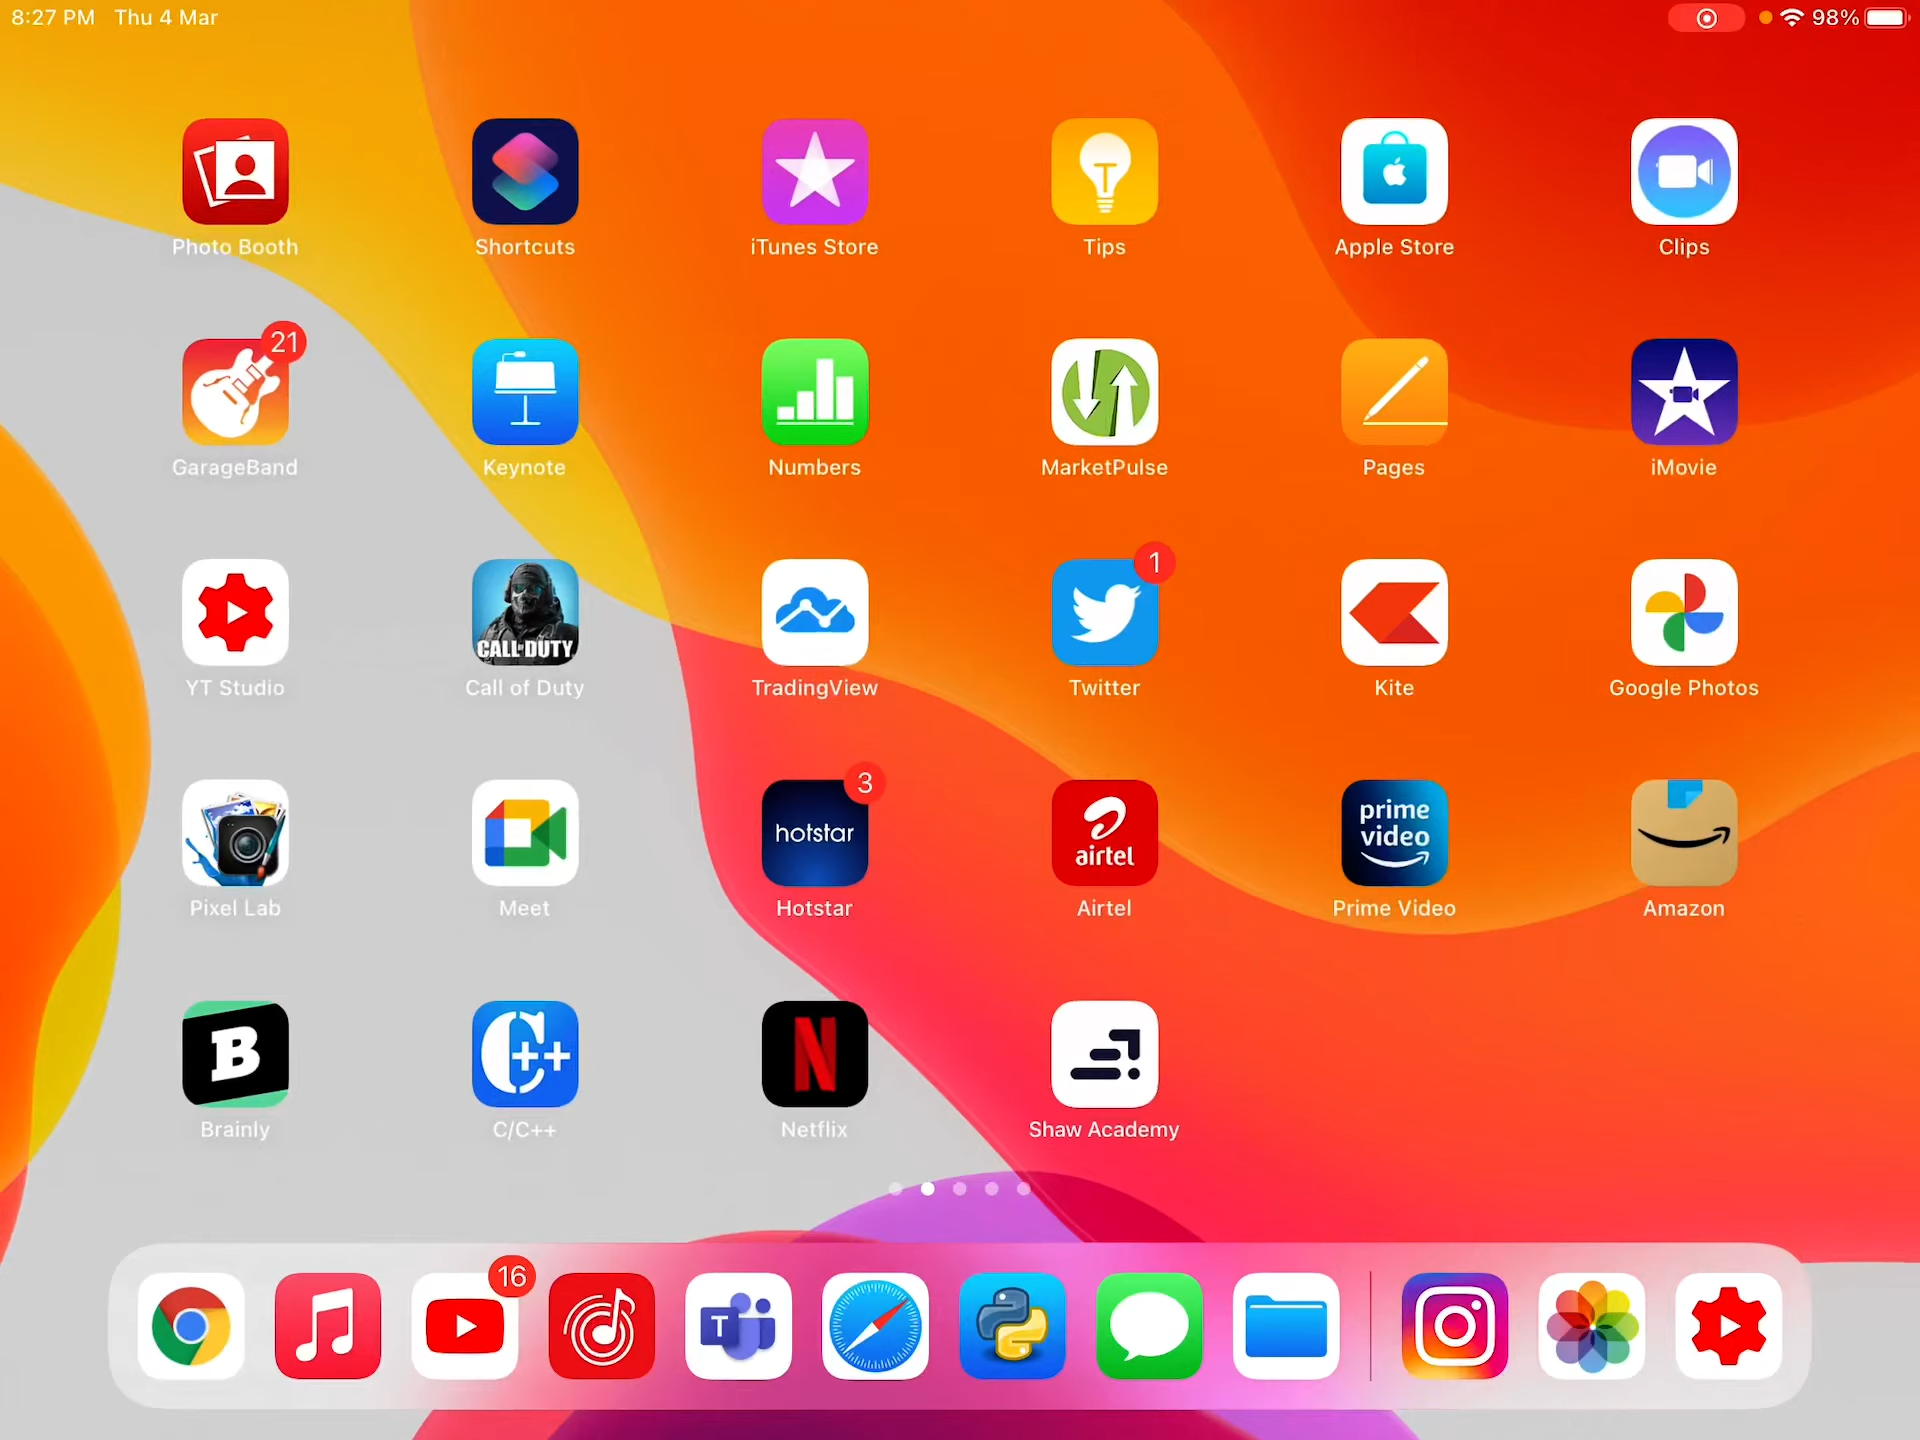 8:27 PM Thu 4 Mar 98%
Photo Booth Shortcuts iTunes Store Tips Apple Store Clips
21
GarageBand Keynote Numbers MarketPulse Pages iMovie
1
CALL OF DUTY
YT Studio Call of Duty TradingView Twitter Kite Google Photos
3
hotstar airtel prime video
Pixel Lab Meet Hotstar Airtel Prime Video Amazon
B C++ N
Brainly C/C++ Netflix Shaw Academy
16
T